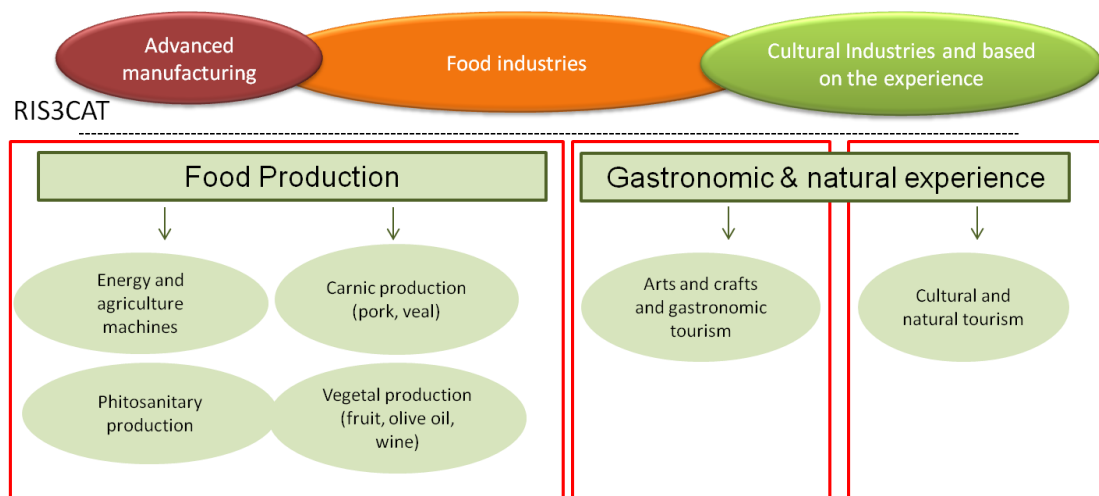 Advanced
manufacturing
Food industries
Cultural Industries and based
on the experience
RIS3CAT
Food Production
Gastronomic & natural experience
Energy and
agriculture
machines
Carnic production
(pork, veal)
Arts and crafts
and gastronomic
tourism
Cultural and
natural tourism
Phitosanitary
production
Vegetal production
(fruit, olive oil,
wine)